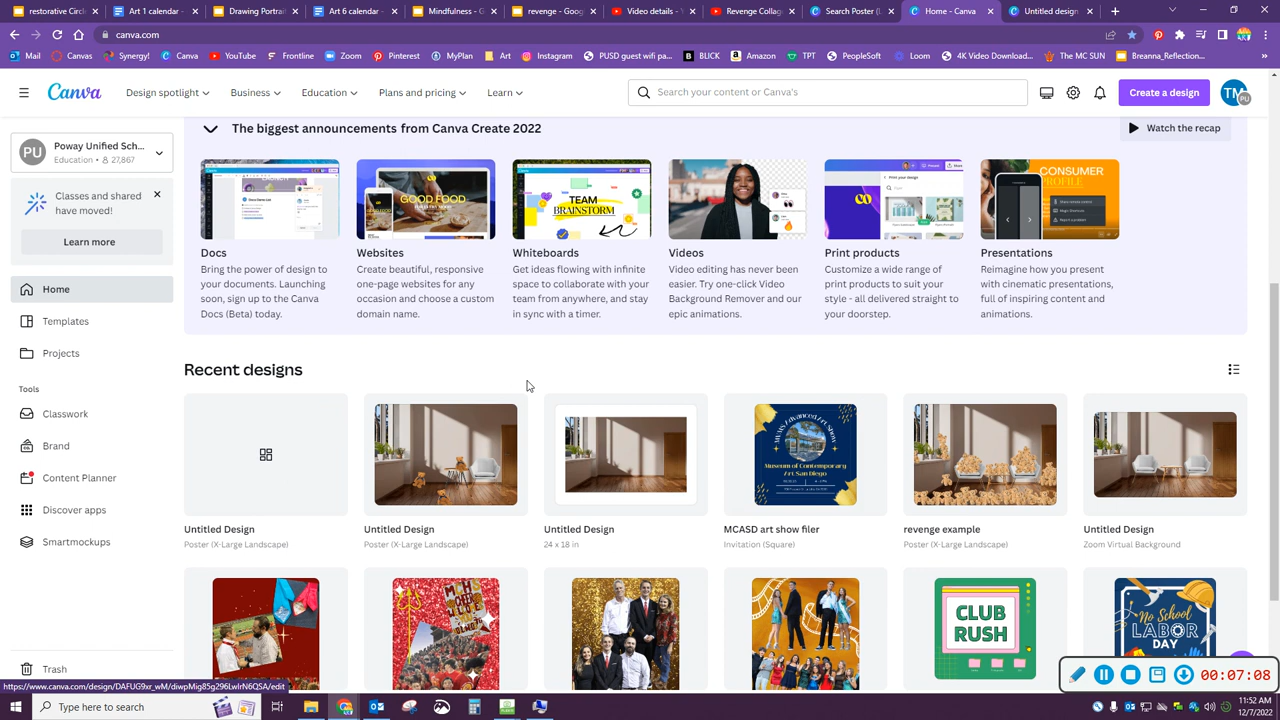 restorative Circ
Art 1 calendar -
Dating Portrait
Art 6 calendar -
Mindfulness - G
revenge - Goog
Video details - Y
Revenge Collag
Search Poster (L
Home - Canva
Untitled Design
canva.com
Mail
Canvas
Synergy!
Canva
YouTube
Frontline
Zoom
Pinterest
MyPlan
Art
Instagram
PUSD guest wifi pa...
BLICK
Amazon
TPT
PeopleSoft
Loom
4K Video Download...
The MC SUN
Breanna_Reflection...
Canva
Design spotlight
Business
Education
Plans and pricing
Learn
Search your content or Canva's
Create a design
TM
PU
PU
Poway Unified Sch...
Education • 27,867
Classes and shared
have moved!
Learn more
Home
Templates
Projects
Tools
Classwork
Brand
Content Planner
Discover apps
Smartmockups
Trash
The biggest announcements from Canva Create 2022
Watch the recap
GOOD FOOD
TEAM
BRAINSTORM
CONSUMER
PROFILE
Docs
Bring the power of design to
your documents. Launching
soon, sign up to the Canva
Docs (Beta) today.
Websites
Create beautiful, responsive
one-page websites for any
occasion and choose a custom
domain name.
Whiteboards
Get ideas flowing with infinite
space to collaborate with your
team from anywhere, and stay
in sync with a timer.
Videos
Video editing has never been
easier. Try one-click Video
Background Remover and our
epic animations.
Print products
Customize a wide range of
print products to suit your
style - all delivered straight to
your doorstep.
Presentations
Reimagine how you present
with cinematic presentations,
full of inspiring content and
animations.
Recent designs
MVMS Advanced Art Show
Museum of Contemporary
Art San Diego
Untitled Design
Poster (X-Large Landscape)
Untitled Design
Poster (X-Large Landscape)
Untitled Design
24 x 18 in
MCASD art show filer
Invitation (Square)
revenge example
Poster (X-Large Landscape)
Untitled Design
Zoom Virtual Background
CLUB
RUSH
NO SCHOOL
LABOR
DAY
00:07:08
Type here to search
11:52 AM
12/7/2022